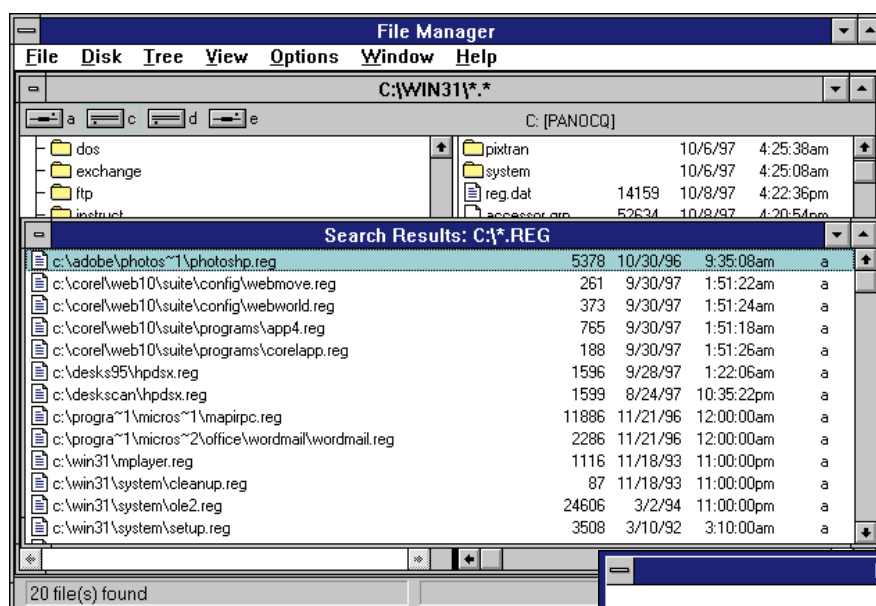 File Manager
File Disk Tree View Options Window Help
C:\WIN31\*.*
a c d e C: [PANOCQ]
dos
exchange
ftp
instruct
pixtran 10/6/97 4:25:38am
system 10/6/97 4:25:08am
reg.dat 14159 10/8/97 4:22:36pm
accessor.grp 52634 10/8/97 4:20:54pm
Search Results: C:\*.REG
c:\adobe\photos~1\photoshp.reg 5378 10/30/96 9:35:08am a
c:\corel\web10\suite\config\webmove.reg 261 9/30/97 1:51:22am a
c:\corel\web10\suite\config\webworld.reg 373 9/30/97 1:51:24am a
c:\corel\web10\suite\programs\app4.reg 765 9/30/97 1:51:18am a
c:\corel\web10\suite\programs\corelapp.reg 188 9/30/97 1:51:26am a
c:\desks95\hpdsx.reg 1596 9/28/97 1:22:06am a
c:\deskscan\hpdsx.reg 1599 8/24/97 10:35:22pm a
c:\progra~1\micros~1\mapirpc.reg 11886 11/21/96 12:00:00am a
c:\progra~1\micros~2\office\wordmail\wordmail.reg 2286 11/21/96 12:00:00am a
c:\win31\mplayer.reg 1116 11/18/93 11:00:00pm a
c:\win31\system\cleanup.reg 87 11/18/93 11:00:00pm a
c:\win31\system\ole2.reg 24606 3/2/94 11:00:00pm a
c:\win31\system\setup.reg 3508 3/10/92 3:10:00am a
20 file(s) found